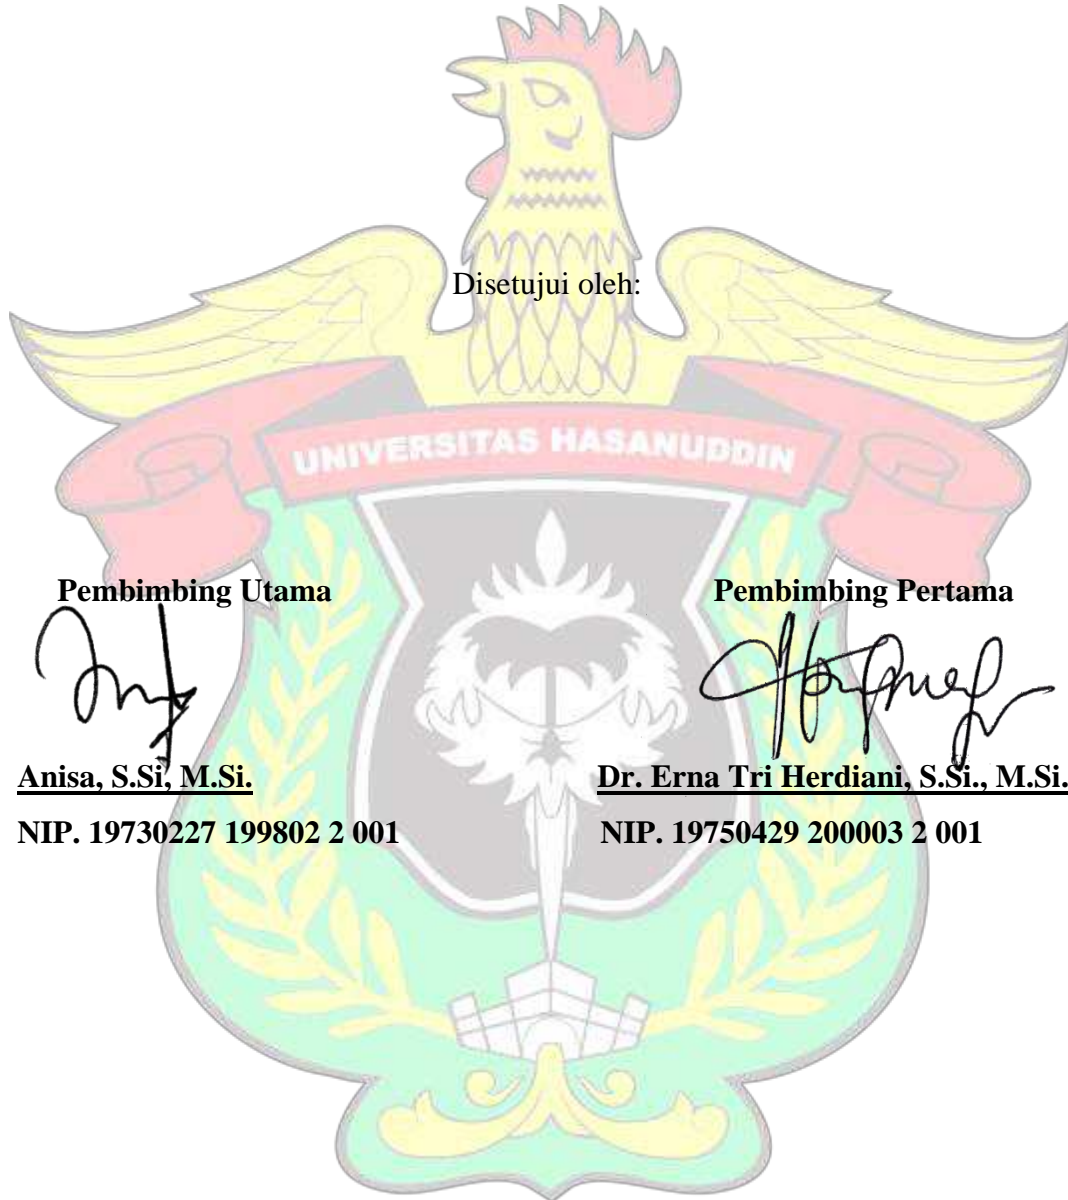 Disetujui oleh:
UNIVERSITAS HASANUDDIN
Pembimbing Utama
Pembimbing Pertama
Anisa, S.Si, M.Si.
Dr. Erna Tri Herdiani, S.Si., M.Si.
NIP. 19730227 199802 2 001
NIP. 19750429 200003 2 001